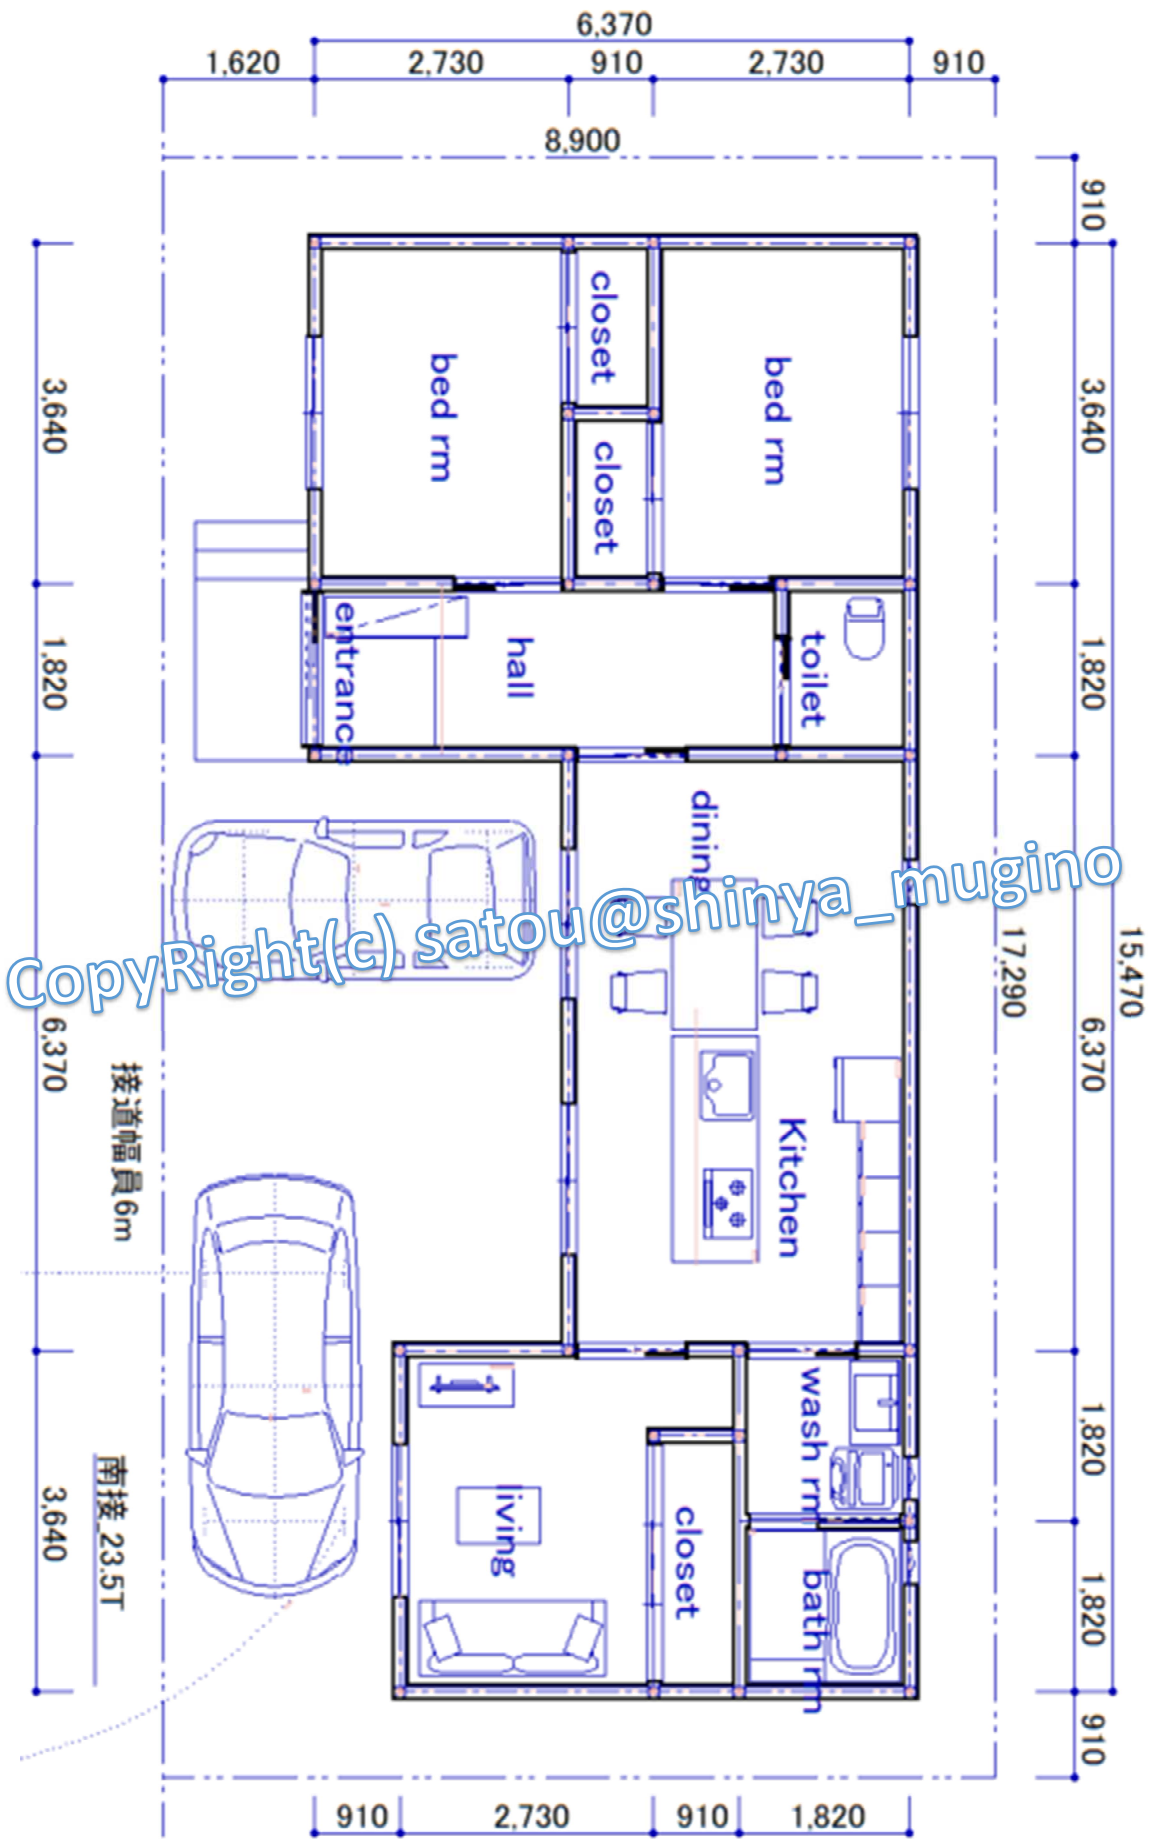 6,370
1,620
2,730
910
2,730
910
8,900
910
3,640
1,820
6,370
1,820
1,820
910
15,470
17,290
3,640
1,820
6,370
3,640
closet
bed rm
bed rm
closet
entrance
hall
toilet
dining
CopyRight(c) satou@shinya_mugino
Kitchen
接道幅員6m
wash rm
living
closet
bath rm
南接_23.5T
910
2,730
910
1,820